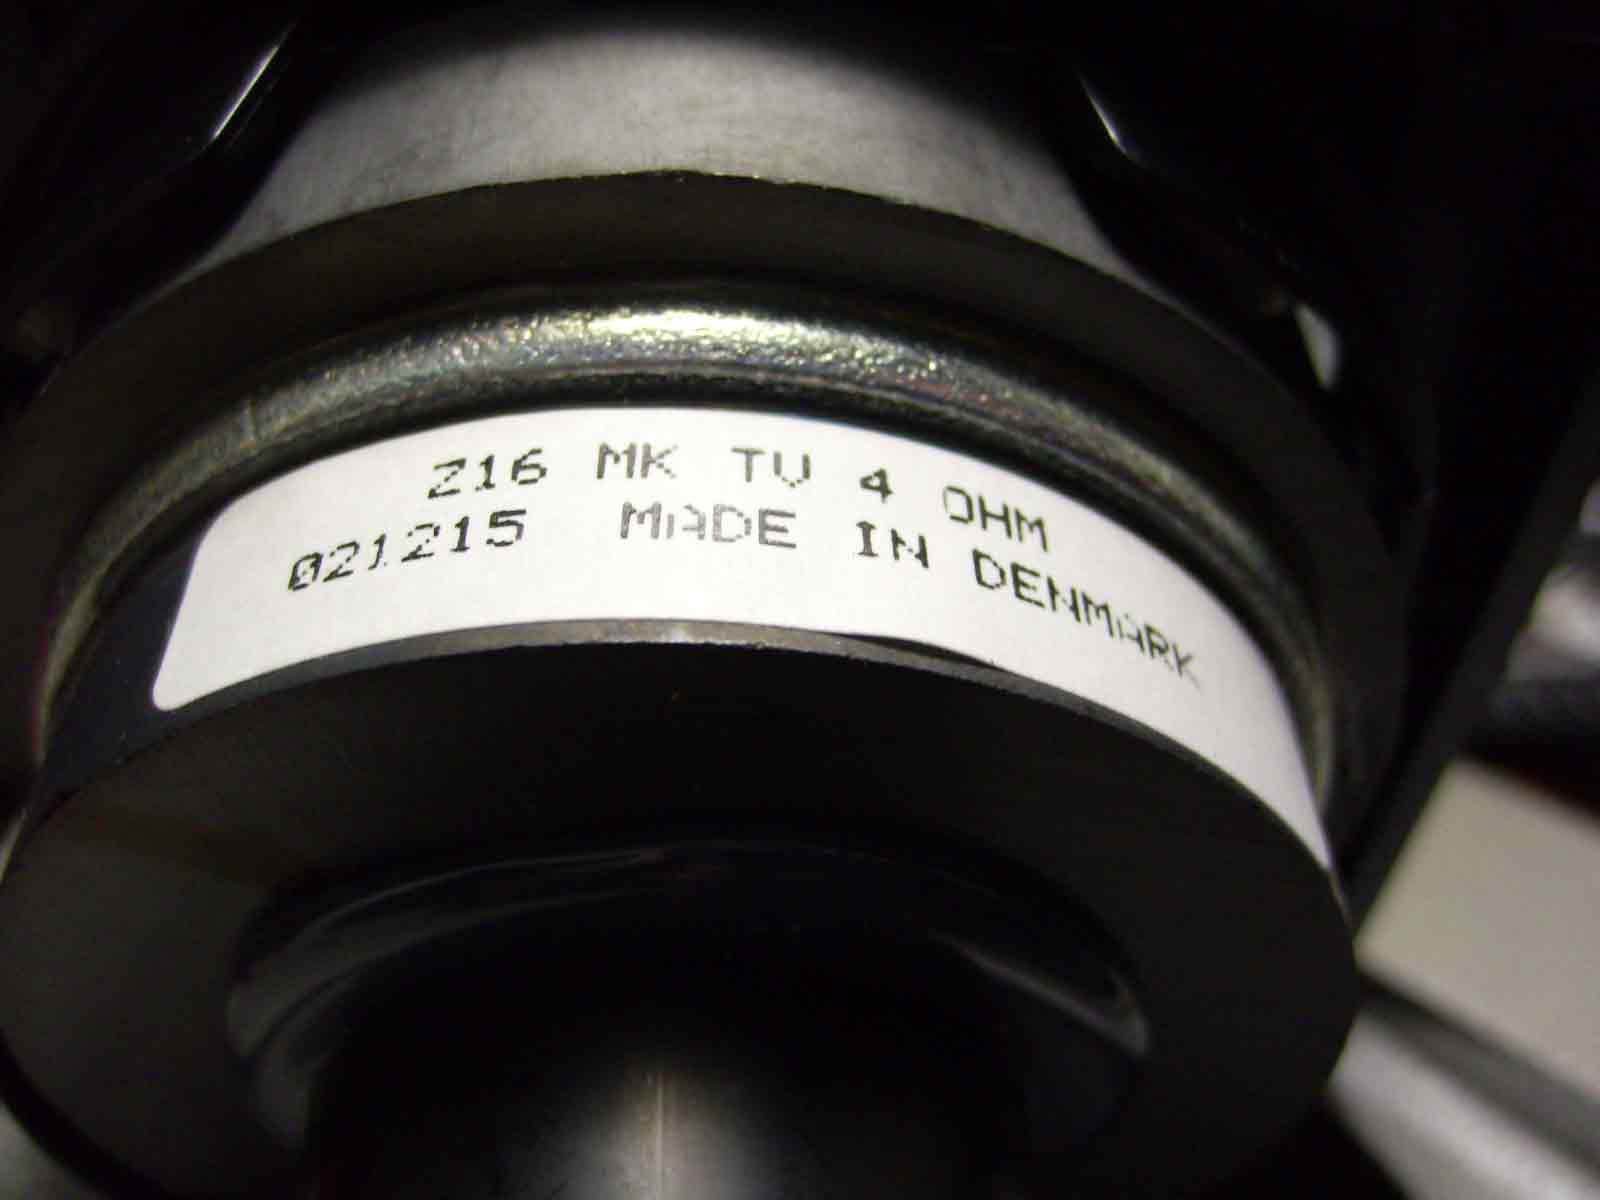 Z16 MK TV 4 OHM
021215 MADE IN DENMARK